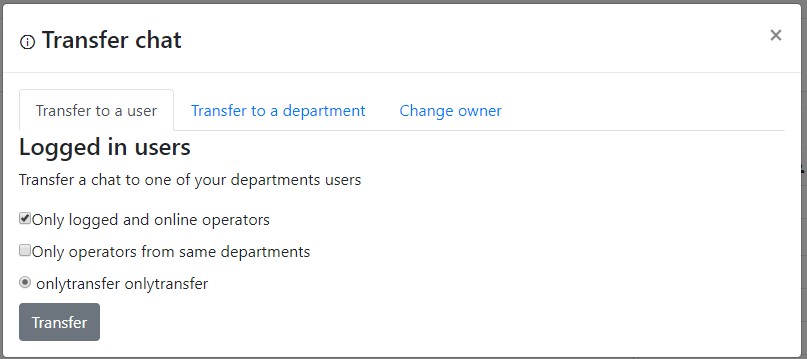 Transfer chat
×
Transfer to a user Transfer to a department Change owner
Logged in users
Transfer a chat to one of your departments users
Only logged and online operators
Only operators from same departments
onlytransfer onlytransfer
Transfer